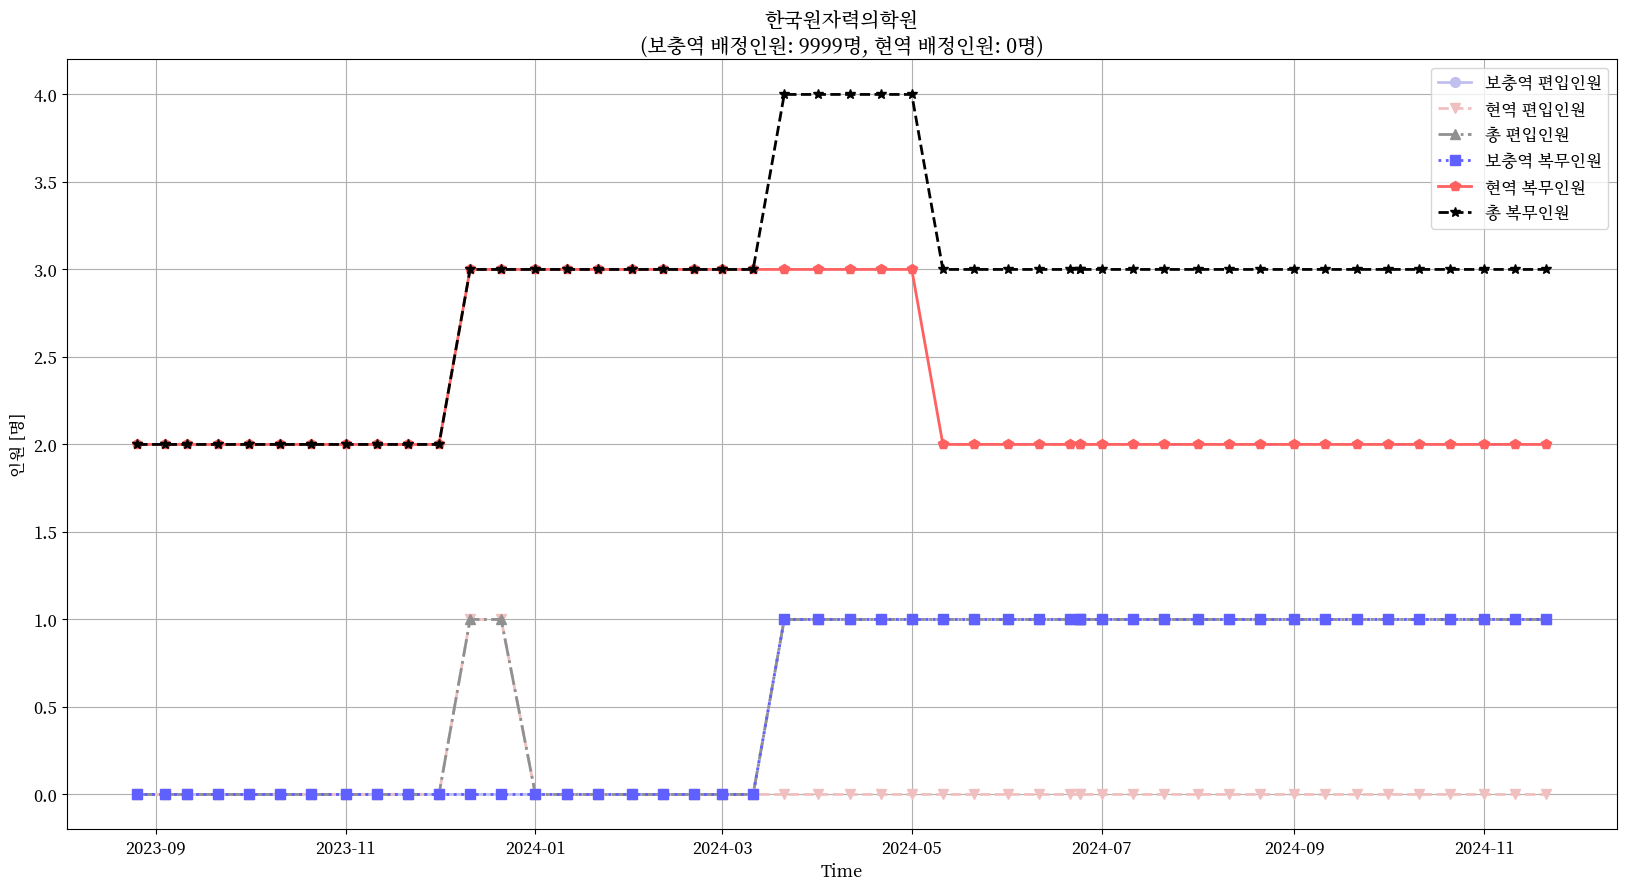 한국원자력의학원
(보충역 배정인원: 9999명, 현역 배정인원: 0명)
보충역 편입인원
현역 편입인원
총 편입인원
보충역 복무인원
현역 복무인원
총 복무인원
인원 [명]
4.0
3.5
3.0
2.5
2.0
1.5
1.0
0.5
0.0
2023-09
2023-11
2024-01
2024-03
2024-05
2024-07
2024-09
2024-11
Time